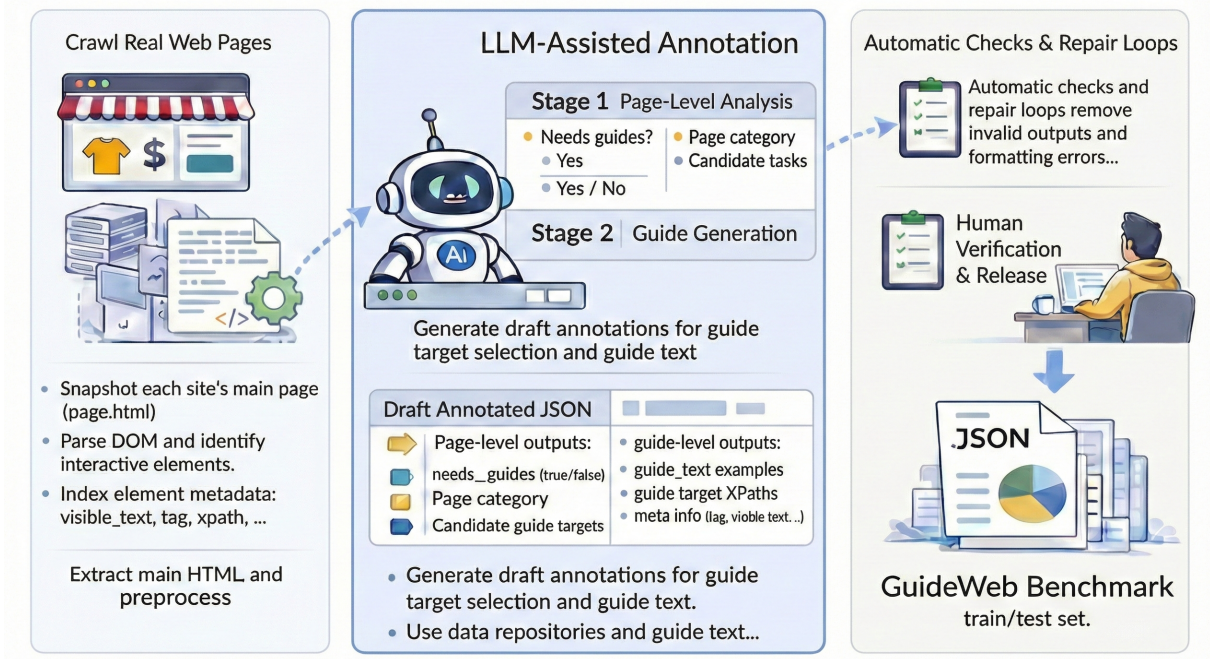 Crawl Real Web Pages
$
</>
• Snapshot each site's main page
(page.html)
• Parse DOM and identify
interactive elements.
• Index element metadata:
visible_text, tag, xpath, ...
Extract main HTML and
preprocess
LLM-Assisted Annotation
Stage 1 Page-Level Analysis
• Needs guides?
• Yes
• Yes / No
• Page category
• Candidate tasks
Stage 2 | Guide Generation
AI
Generate draft annotations for guide
target selection and guide text
Draft Annotated JSON
Page-level outputs:
needs_guides (true/false)
Page category
Candidate guide targets
• guide-level outputs:
• guide_text examples
• guide target XPaths
• meta info (lag, vioble text. ..)
• Generate draft annotations for guide
target selection and guide text.
• Use data repositories and guide text...
Automatic Checks & Repair Loops
Automatic checks and
repair loops remove
invalid outputs and
formatting errors...
Human
Verification
& Release
.JSON
GuideWeb Benchmark
train/test set.